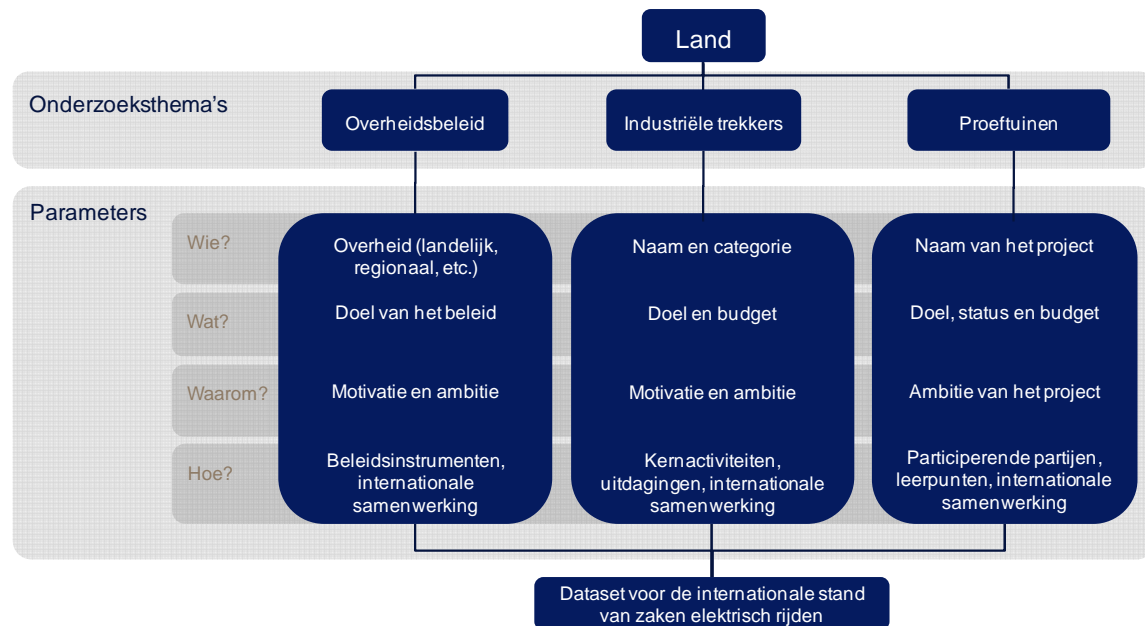 Land
Onderzoeksthema's
Overheidsbeleid
Industriële trekkers
Proeftuinen
Parameters
Wie?
Overheid (landelijk,
regionaal, etc.)
Naam en categorie
Naam van het project
Wat?
Doel van het beleid
Doel en budget
Doel, status en budget
Waarom?
Motivatie en ambitie
Motivatie en ambitie
Ambitie van het project
Hoe?
Beleidsinstrumenten,
internationale
samenwerking
Kernactiviteiten,
uitdagingen, internationale
samenwerking
Participerende partijen,
leerpunten, internationale
samenwerking
Dataset voor de internationale stand
van zaken elektrisch rijden